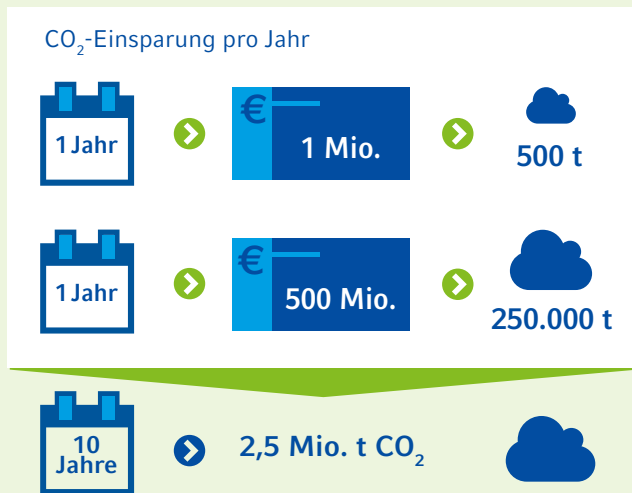 CO₂-Einsparung pro Jahr
1 Jahr
€
1 Mio.
500 t
1 Jahr
€
500 Mio.
250.000 t
10
Jahre
2,5 Mio. t CO₂